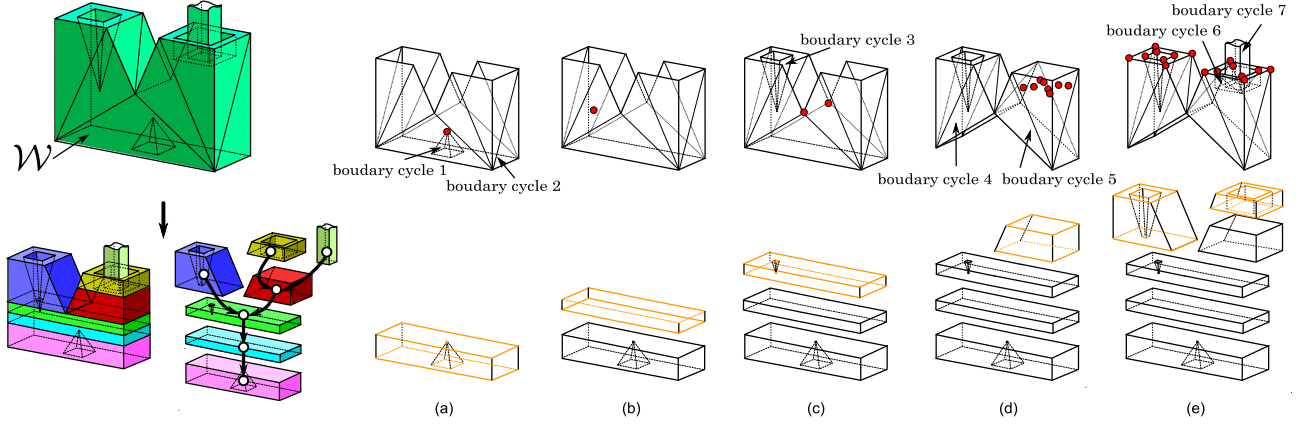 W
boudary cycle 1
boudary cycle 2
boudary cycle 3
boudary cycle 4
boudary cycle 5
boudary cycle 6
boudary cycle 7
(a)
(b)
(c)
(d)
(e)